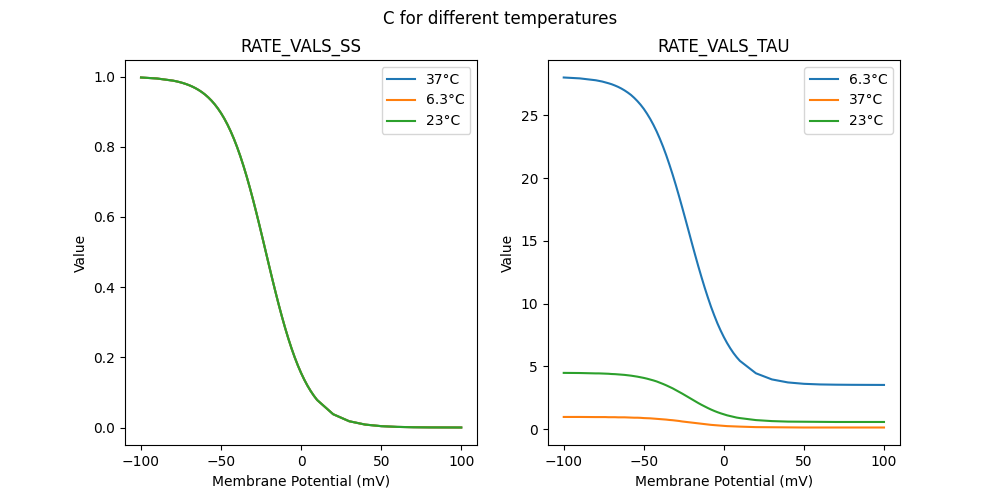 C for different temperatures
RATE_VALS_SS
RATE_VALS_TAU
1.0
0.8
0.6
0.4
0.2
0.0
Value
−100
−50
0
50
100
Membrane Potential (mV)
37°C
6.3°C
23°C
25
20
15
10
5
0
Value
−100
−50
0
50
100
Membrane Potential (mV)
6.3°C
37°C
23°C